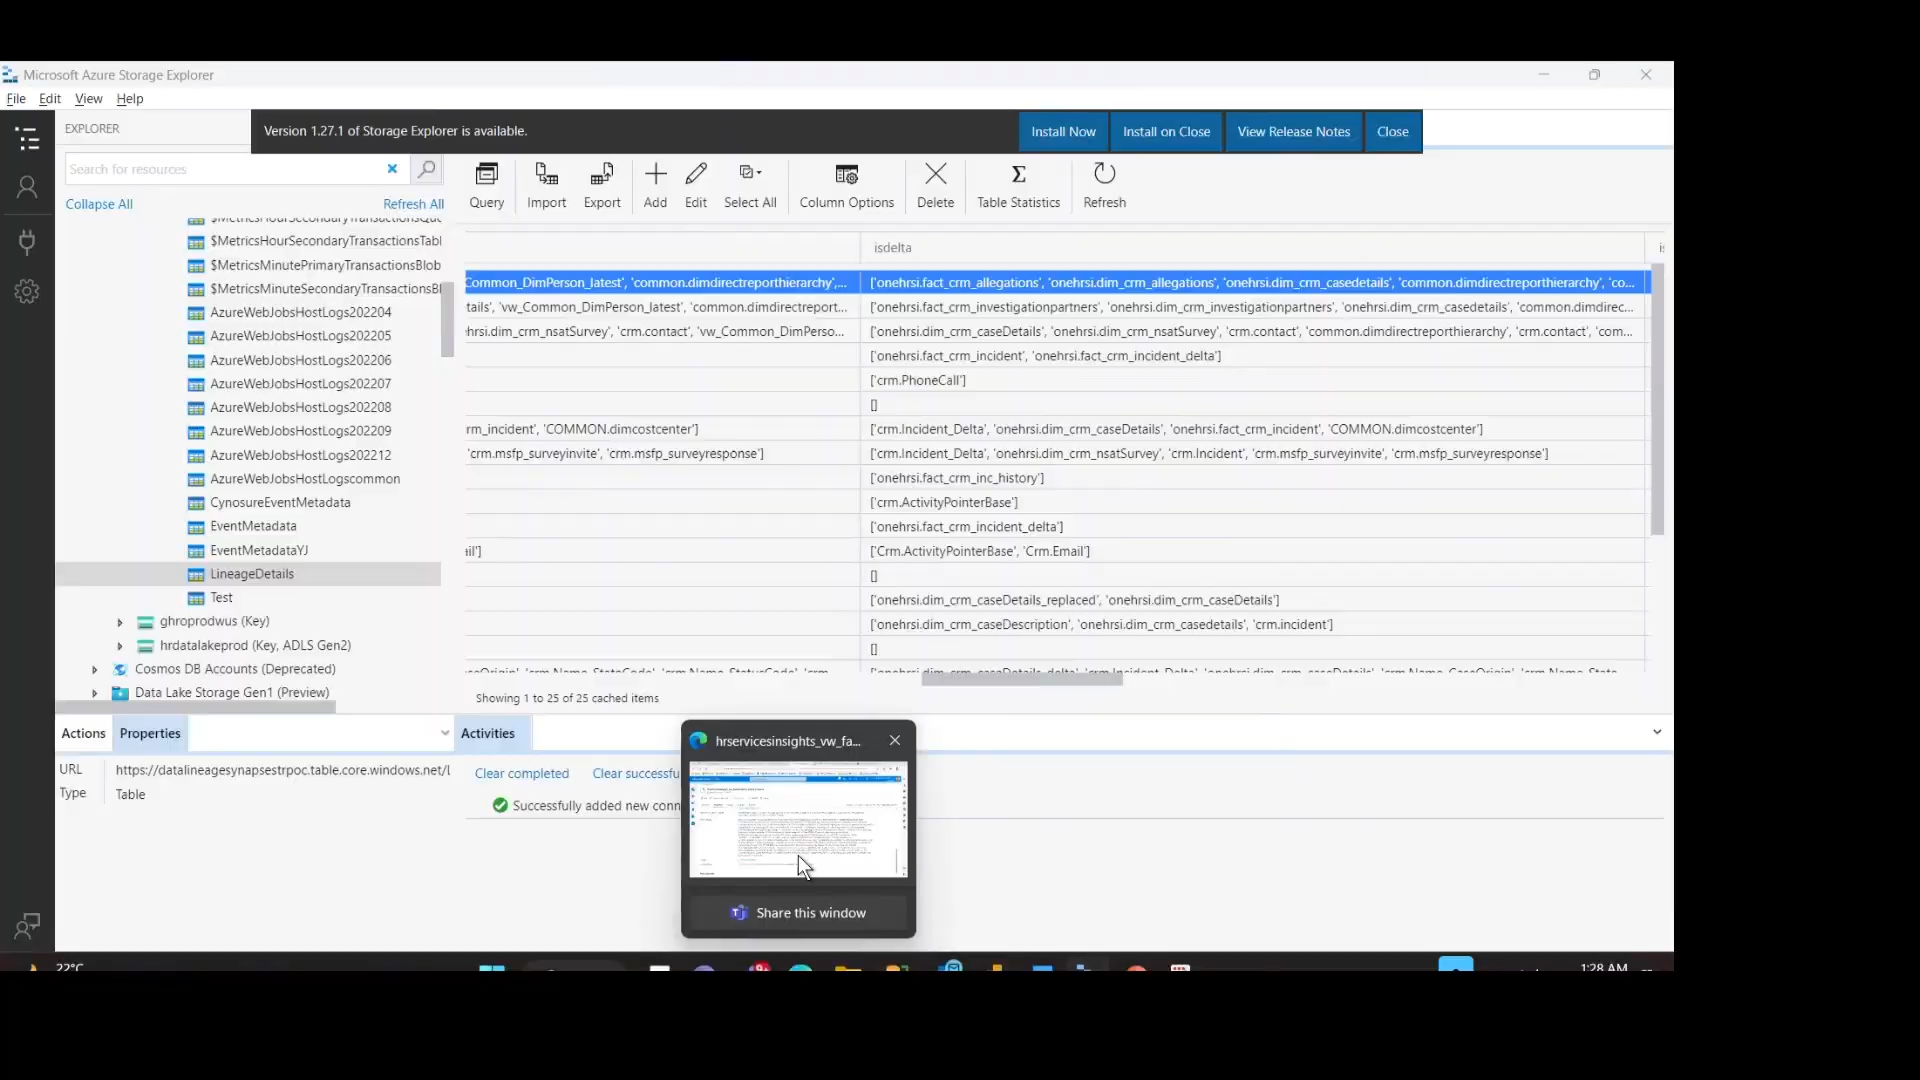 Microsoft Azure Storage Explorer
File Edit View Help
EXPLORER
Version 1.27.1 of Storage Explorer is available.
Install Now Install on Close View Release Notes Close
Search for resources
Collapse All Refresh All
Query Import Export Add Edit Select All Column Options Delete Table Statistics Refresh
$MetricsHourSecondaryTransactionsQue
$MetricsHourSecondaryTransactionsTabl
$MetricsMinutePrimaryTransactionsBlob
$MetricsMinuteSecondaryTransactionsBl
AzureWebJobsHostLogs202204
AzureWebJobsHostLogs202205
AzureWebJobsHostLogs202206
AzureWebJobsHostLogs202207
AzureWebJobsHostLogs202208
AzureWebJobsHostLogs202209
AzureWebJobsHostLogs202212
AzureWebJobsHostLogscommon
CynosureEventMetadata
EventMetadata
EventMetadataYJ
LineageDetails
Test
ghroprodwus (Key)
hrdatalakeprod (Key, ADLS Gen2)
Cosmos DB Accounts (Deprecated)
Data Lake Storage Gen1 (Preview)
isdelta
Common_DimPerson_latest', 'common.dimdirectreporthierarchy',... ['onehrsi.fact_crm_allegations', 'onehrsi.dim_crm_allegations', 'onehrsi.dim_crm_casedetails', 'common.dimdirectreporthierarchy', 'co...
tails', 'vw_Common_DimPerson_latest', 'common.dimdirectreport... ['onehrsi.fact_crm_investigationpartners', 'onehrsi.dim_crm_investigationpartners', 'onehrsi.dim_crm_casedetails', 'common.dimdirec...
hrsi.dim_crm_nsatSurvey', 'crm.contact', 'vw_Common_DimPerso... ['onehrsi.dim_crm_caseDetails', 'onehrsi.dim_crm_nsatSurvey', 'crm.contact', 'common.dimdirectreporthierarchy', 'crm.contact', 'com...
['onehrsi.fact_crm_incident', 'onehrsi.fact_crm_incident_delta']
['crm.PhoneCall']
[]
rm_incident', 'COMMON.dimcostcenter'] ['crm.Incident_Delta', 'onehrsi.dim_crm_caseDetails', 'onehrsi.fact_crm_incident', 'COMMON.dimcostcenter']
'crm.msfp_surveyinvite', 'crm.msfp_surveyresponse'] ['crm.Incident_Delta', 'onehrsi.dim_crm_nsatSurvey', 'crm.Incident', 'crm.msfp_surveyinvite', 'crm.msfp_surveyresponse']
['onehrsi.fact_crm_inc_history']
['crm.ActivityPointerBase']
['onehrsi.fact_crm_incident_delta']
ail'] ['Crm.ActivityPointerBase', 'Crm.Email']
[]
['onehrsi.dim_crm_caseDetails_replaced', 'onehrsi.dim_crm_caseDetails']
['onehrsi.dim_crm_caseDescription', 'onehrsi.dim_crm_casedetails', 'crm.incident']
[]
Showing 1 to 25 of 25 cached items
Actions Properties
URL https://datalineagesynapsestrpoc.table.core.windows.net/l
Type Table
Activities
Clear completed Clear successfu
Successfully added new conn
hrservicesinsights_vw_fa...
Share this window
22°C
1:28 AM